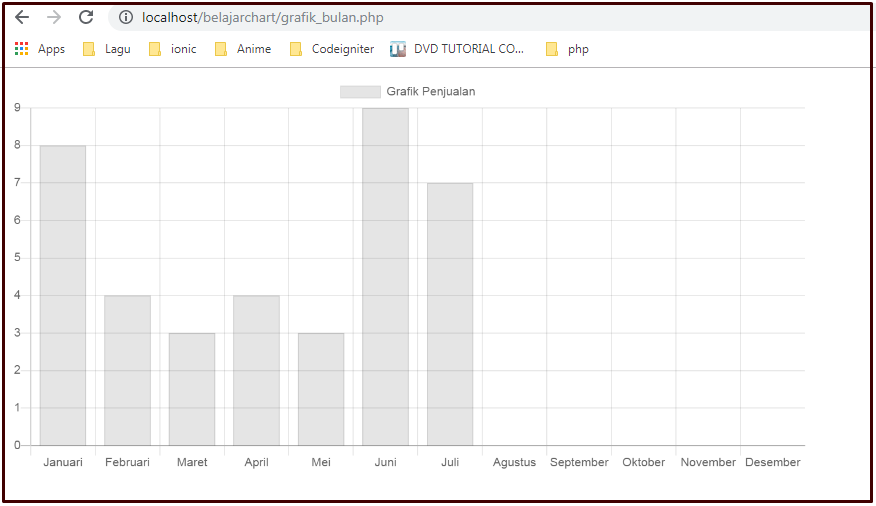 localhost/belajarchart/grafik_bulan.php
Apps Lagu ionic Anime Codeigniter DVD TUTORIAL CO... php
Grafik Penjualan
9
8
7
6
5
4
3
2
1
0
Januari Februari Maret April Mei Juni Juli Agustus September Oktober November Desember